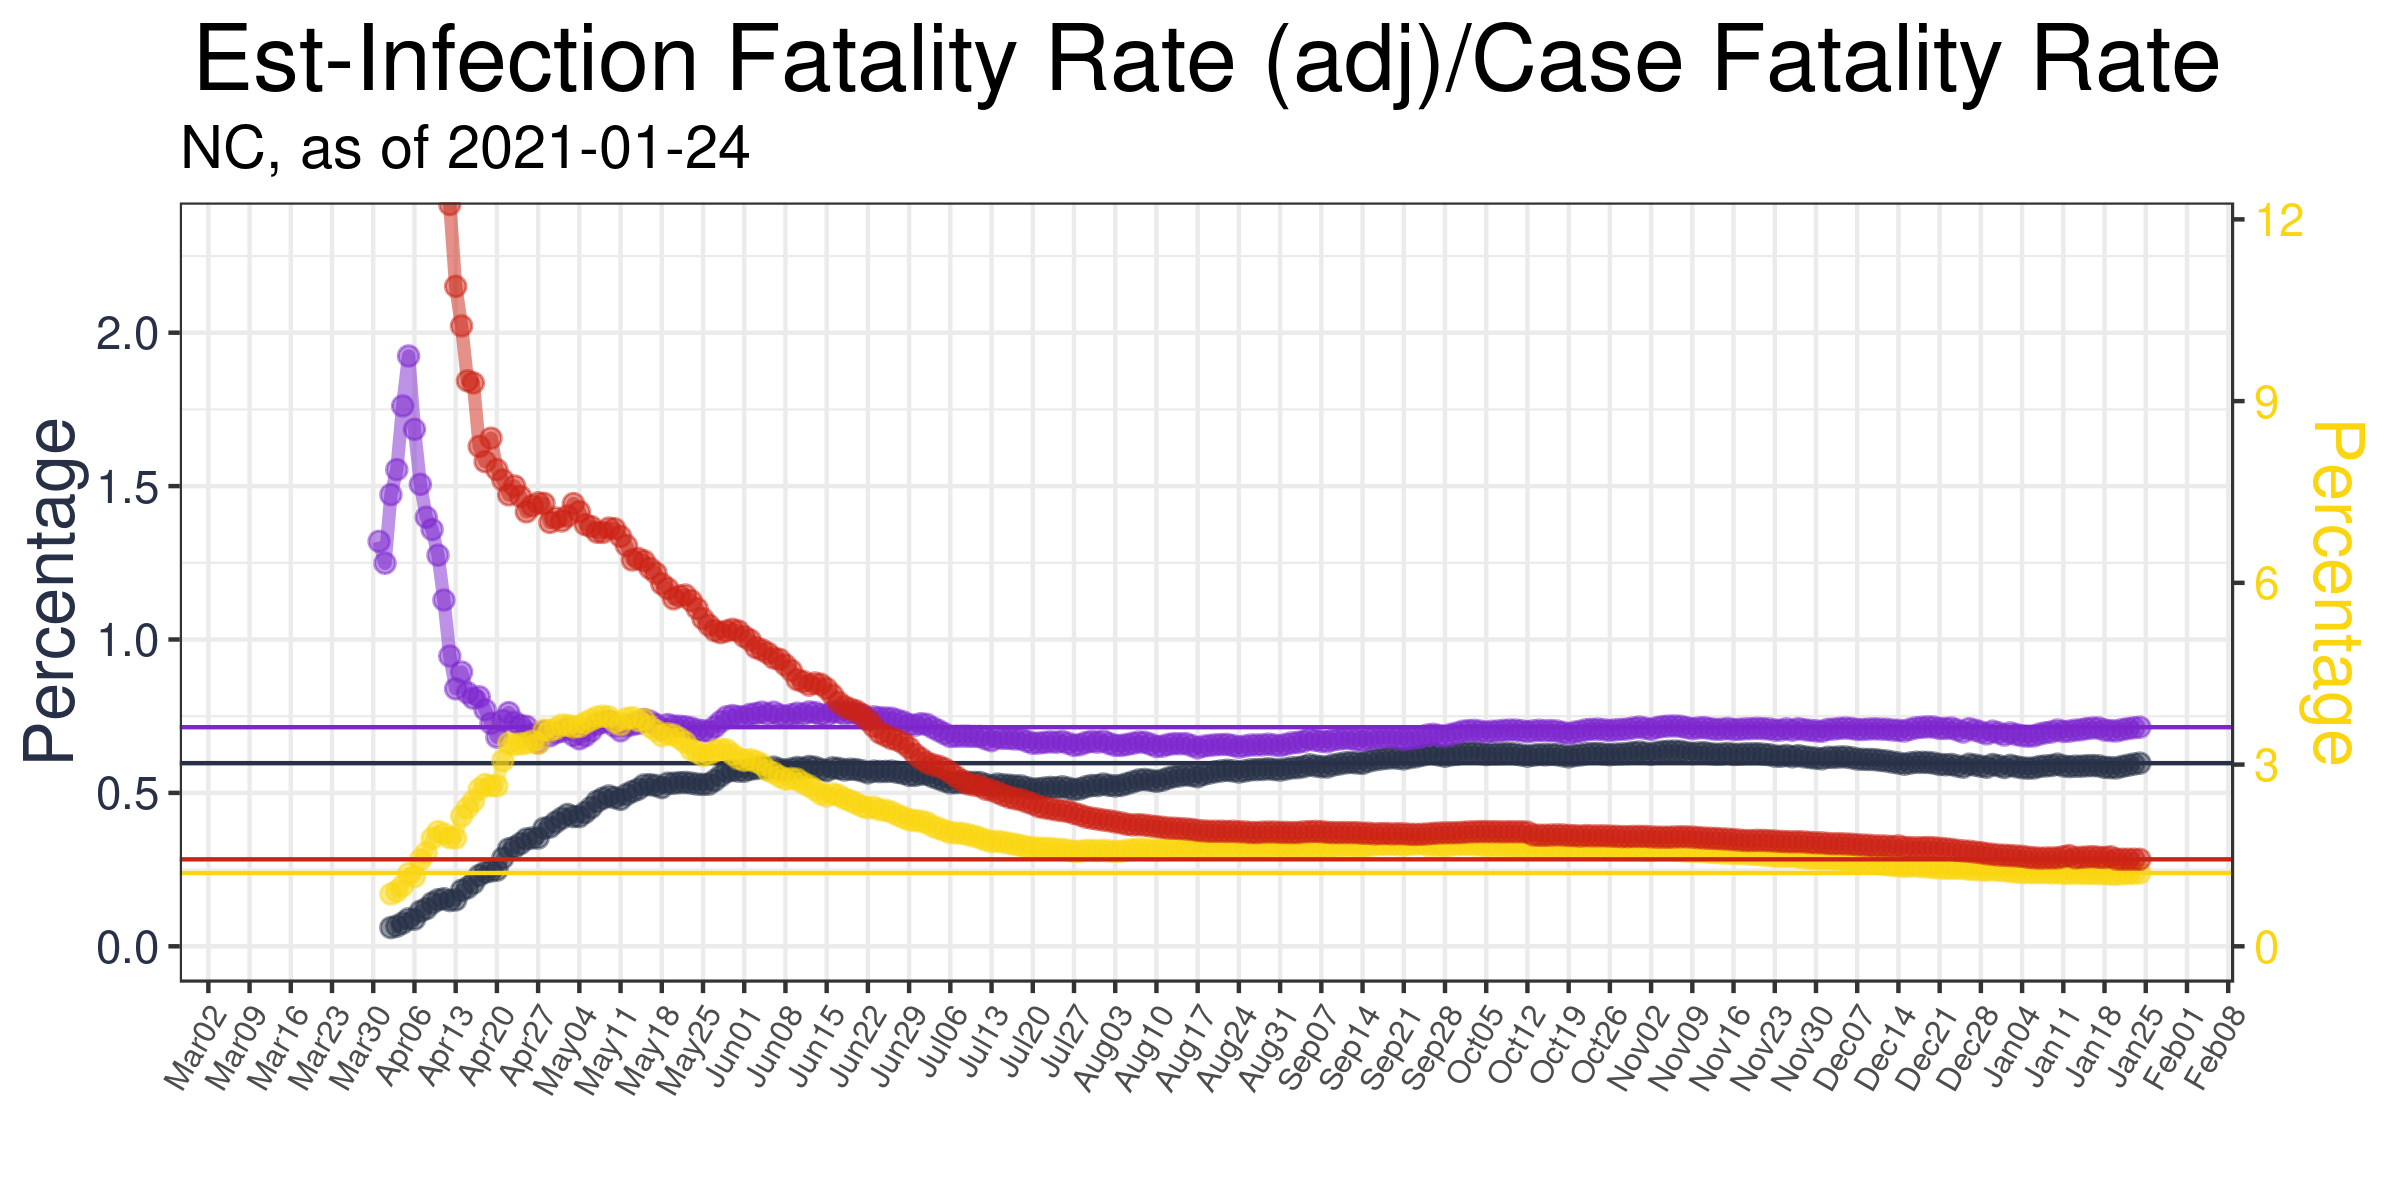 Est-Infection Fatality Rate (adj)/Case Fatality Rate
NC, as of 2021-01-24
Percentage
2.0
1.5
1.0
0.5
0.0
12
9
6
3
0
Percentage
Mar02
Mar09
Mar16
Mar23
Mar30
Apr06
Apr13
Apr20
Apr27
May04
May11
May18
May25
Jun01
Jun08
Jun15
Jun22
Jun29
Jul06
Jul13
Jul20
Jul27
Aug03
Aug10
Aug17
Aug24
Aug31
Sep07
Sep14
Sep21
Sep28
Oct05
Oct12
Oct19
Oct26
Nov02
Nov09
Nov16
Nov23
Nov30
Dec07
Dec14
Dec21
Dec28
Jan04
Jan11
Jan18
Jan25
Feb01
Feb08